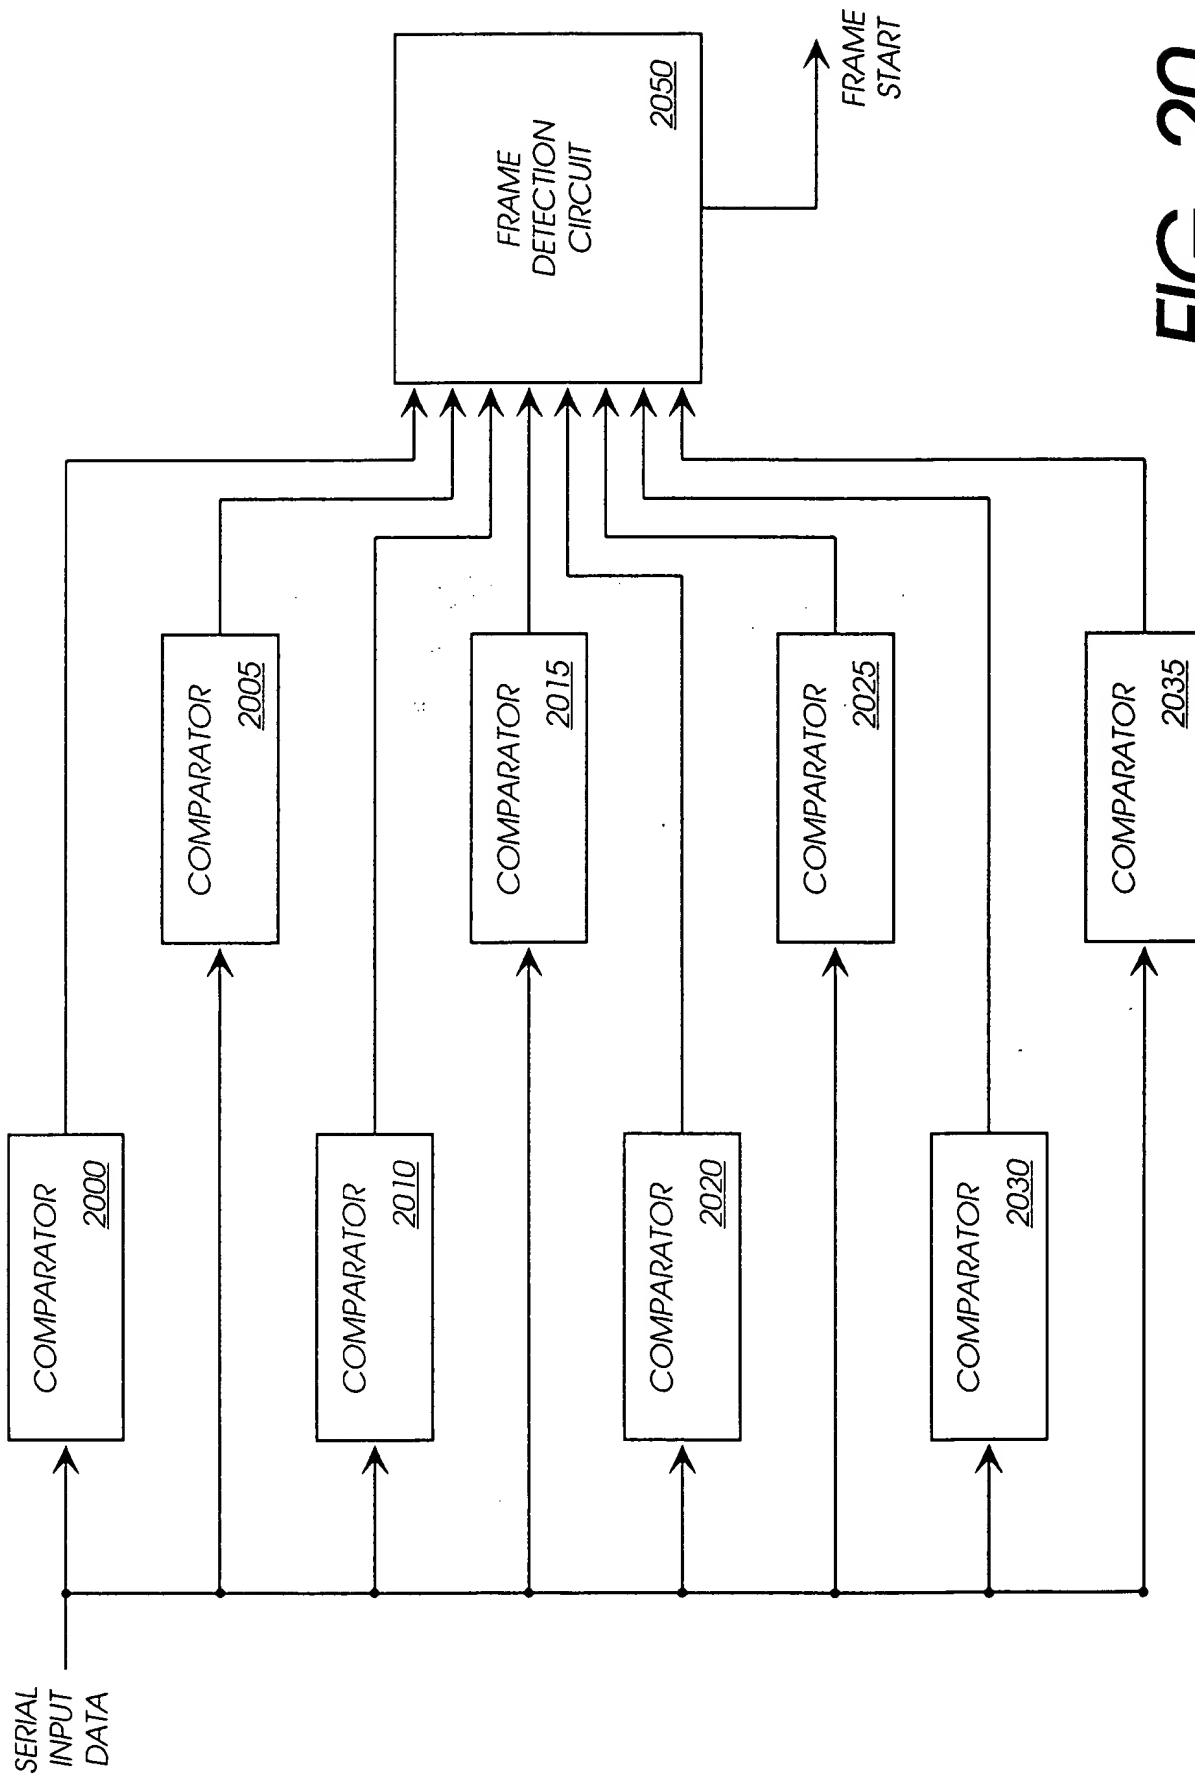 SERIAL
INPUT
DATA
COMPARATOR
2000
COMPARATOR
2005
COMPARATOR
2010
COMPARATOR
2015
COMPARATOR
2020
COMPARATOR
2025
COMPARATOR
2030
COMPARATOR
2035
FRAME
DETECTION
CIRCUIT
2050
FRAME
START
FIG_20